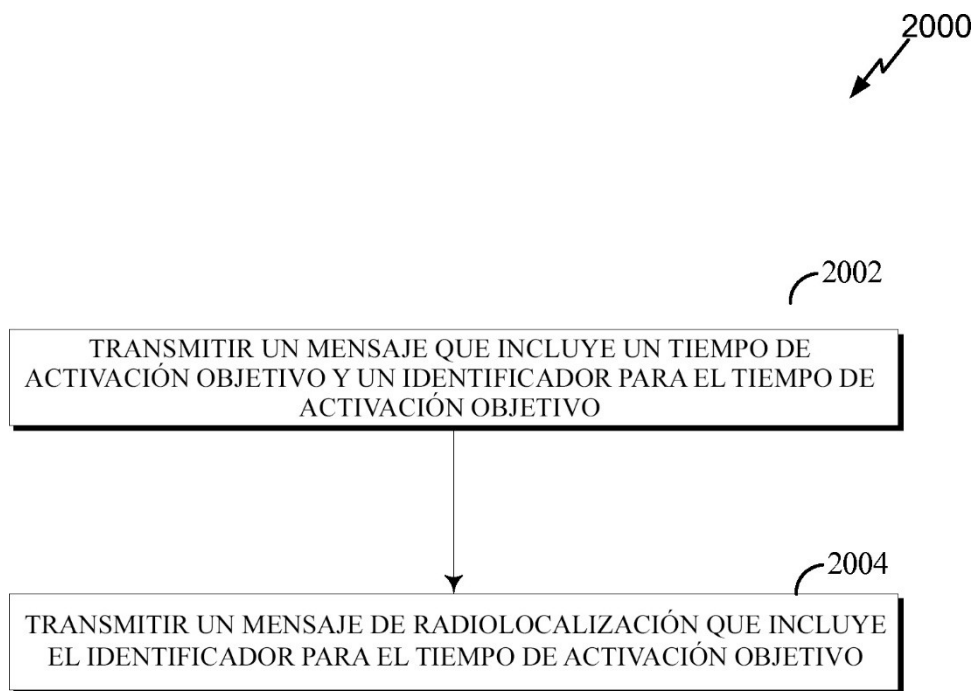 2000
2002
TRANSMITIR UN MENSAJE QUE INCLUYE UN TIEMPO DE
ACTIVACIÓN OBJETIVO Y UN IDENTIFICADOR PARA EL TIEMPO DE
ACTIVACIÓN OBJETIVO
2004
TRANSMITIR UN MENSAJE DE RADIOLOCALIZACIÓN QUE INCLUYE
EL IDENTIFICADOR PARA EL TIEMPO DE ACTIVACIÓN OBJETIVO